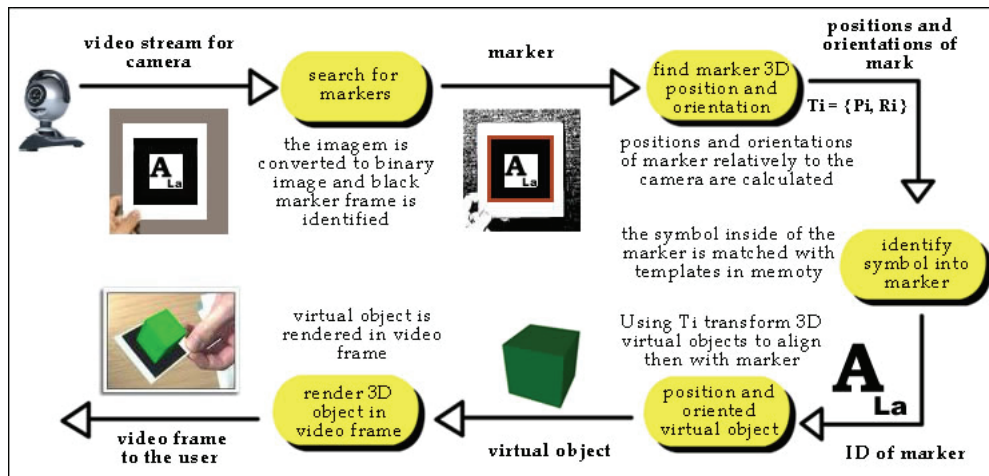 video stream for
camera
search for
markers
the imagem is
converted to binary
image and black
marker frame is
identified
A
La
marker
A
La
find marker 3D
position and
orientation
positions and orientations
of marker relatively to the
camera are calculated
positions and
orientations of
mark
Ti = {Pi, Ri}
the symbol inside of the
marker is matched with
templates in memoty
identify
symbol into
marker
A
La
ID of marker
Using Ti transform 3D
virtual objects to align
then with marker
position and
oriented
virtual object
virtual object
virtual object is
rendered in video
frame
render 3D
object in
video frame
video frame
to the user